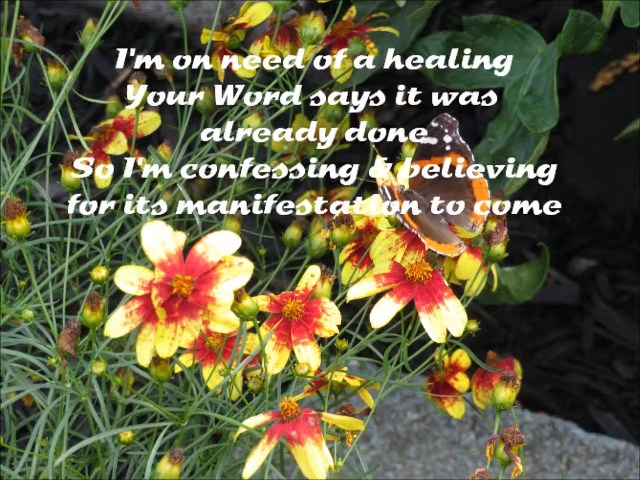 I'm on need of a healing
Your Word says it was
already done.
So I'm confessing & believing
for its manifestation to come